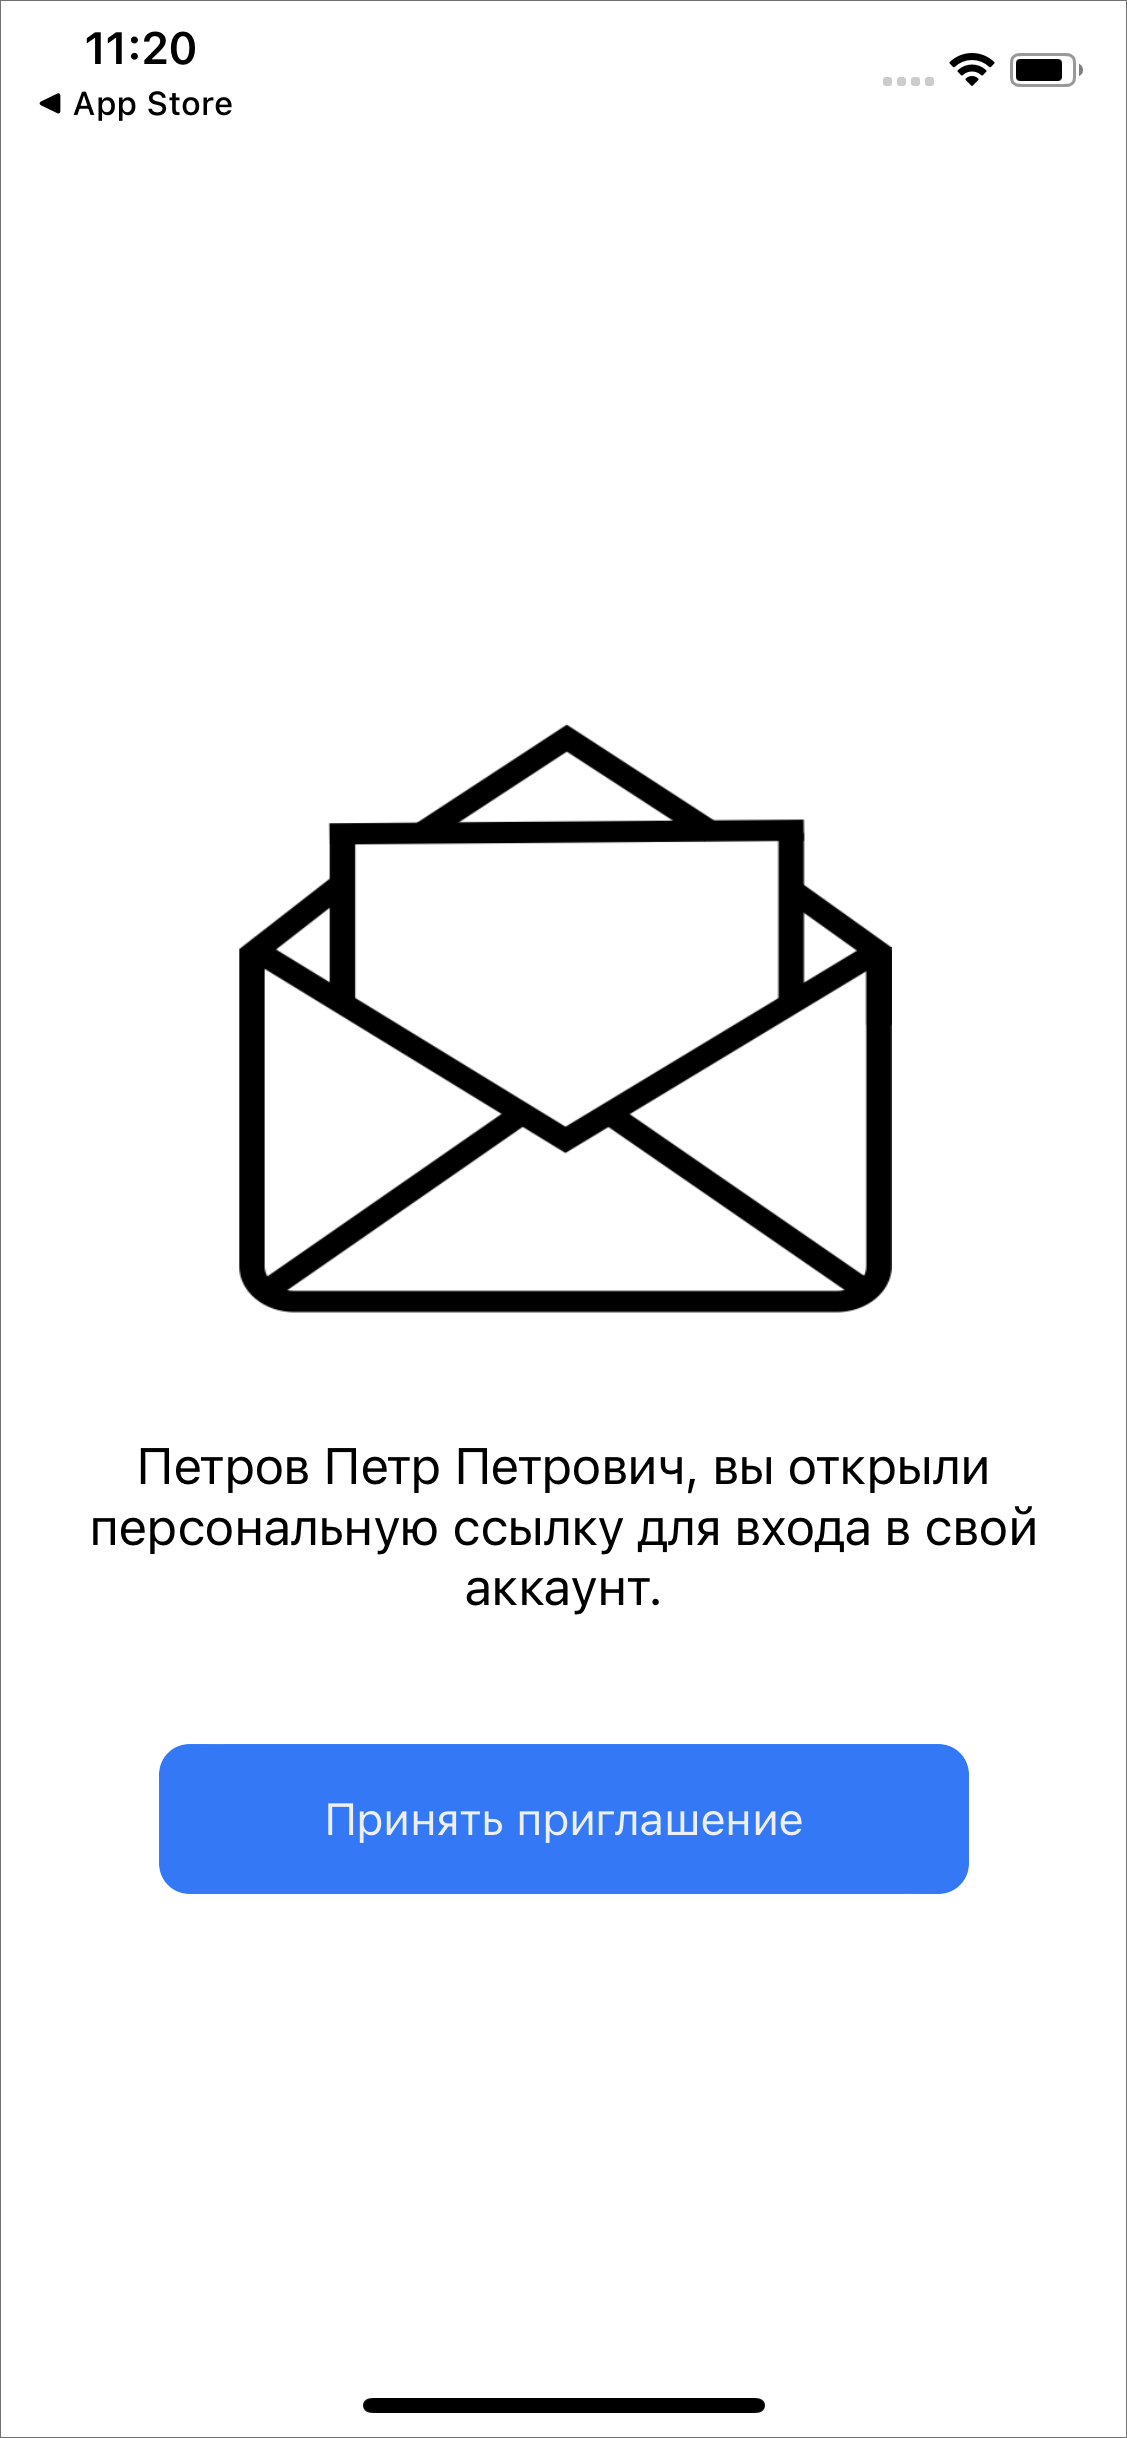 11:20
◀ App Store
Петров Петр Петрович, вы открыли
персональную ссылку для входа в свой
аккаунт.
Принять приглашение